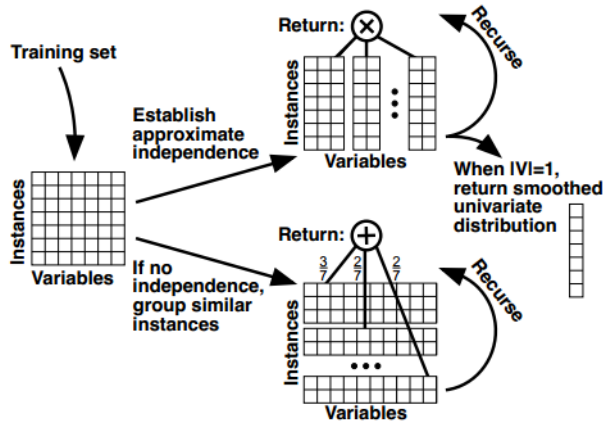 Training set
Instances
Variables
Establish
approximate
independence
If no
independence,
group similar
instances
Return: ×
Instances
Variables
Recurse
When |V|=1,
return smoothed
univariate
distribution
Return: +
3/7 2/7 2/7
Instances
Variables
Recurse